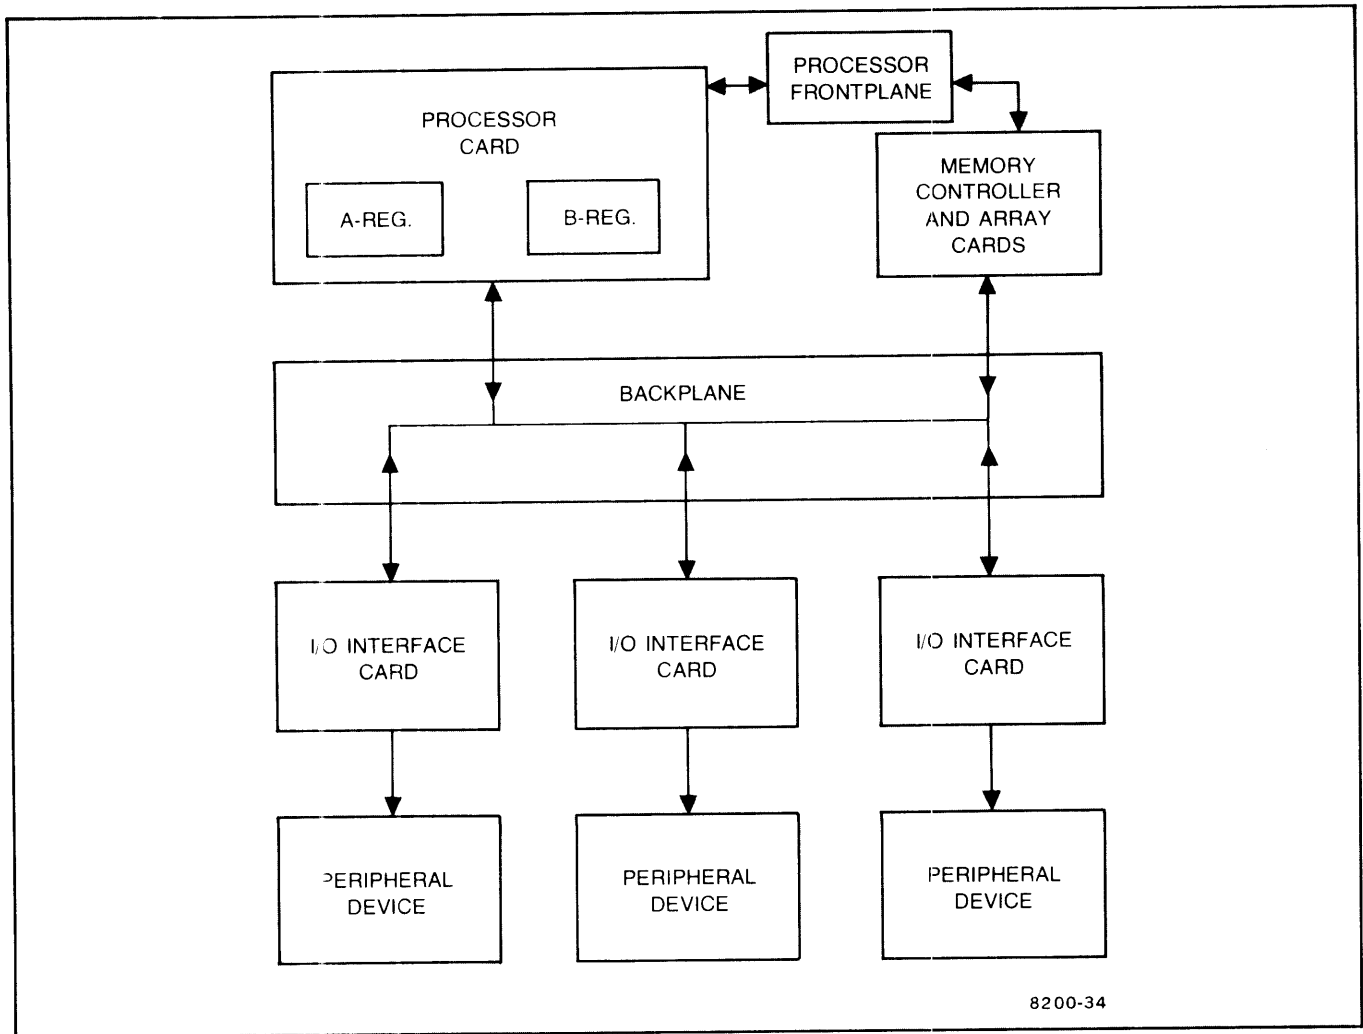 PROCESSOR
FRONTPLANE
PROCESSOR
CARD
A-REG.
B-REG.
MEMORY
CONTROLLER
AND ARRAY
CARDS
BACKPLANE
I/O INTERFACE
CARD
I/O INTERFACE
CARD
I/O INTERFACE
CARD
PERIPHERAL
DEVICE
PERIPHERAL
DEVICE
PERIPHERAL
DEVICE
8200-34